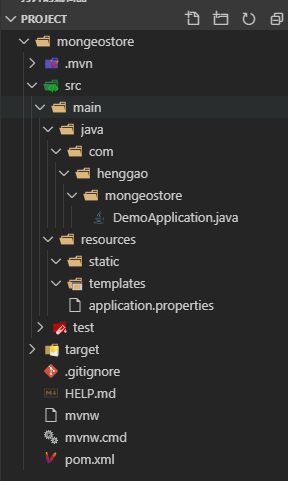 PROJECT
mongeostore
.mvn
src
main
java
com
henggao
mongeostore
DemoApplication.java
resources
static
templates
application.properties
test
target
.gitignore
HELP.md
mvnw
mvnw.cmd
pom.xml